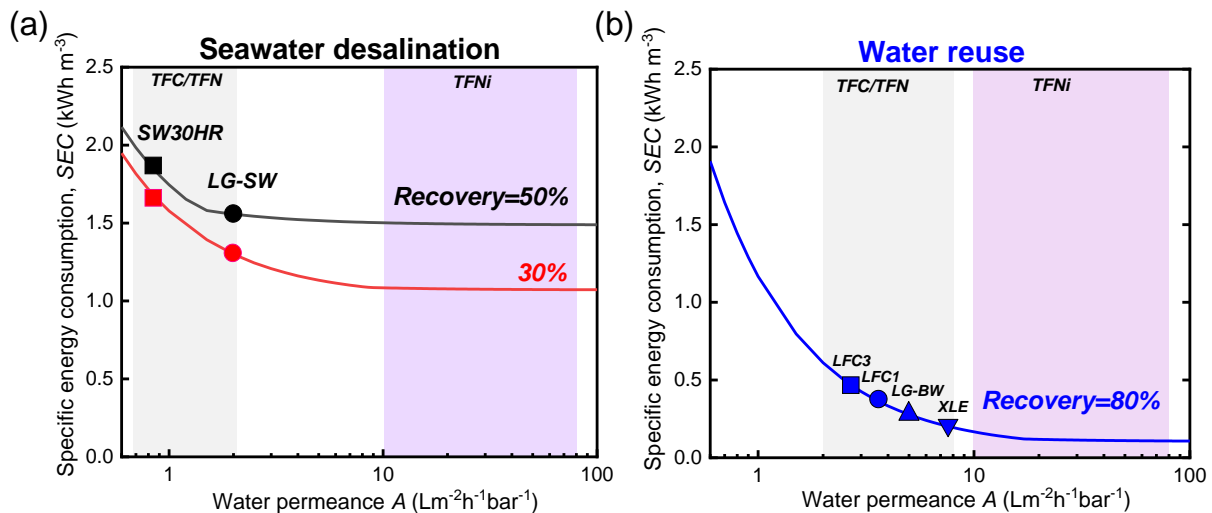 (a)
Seawater desalination
Specific energy consumption, SEC (kWh m⁻³)
2.5
2.0
1.5
1.0
0.5
0.0
TFC/TFN
TFNi
SW30HR
LG-SW
Recovery=50%
30%
1
10
100
Water permeance A (Lm⁻²h⁻¹bar⁻¹)
(b)
Water reuse
Specific energy consumption, SEC (kWh m⁻³)
2.5
2.0
1.5
1.0
0.5
0.0
TFC/TFN
TFNi
LFC3
LFC1
LG-BW
XLE
Recovery=80%
1
10
100
Water permeance A (Lm⁻²h⁻¹bar⁻¹)